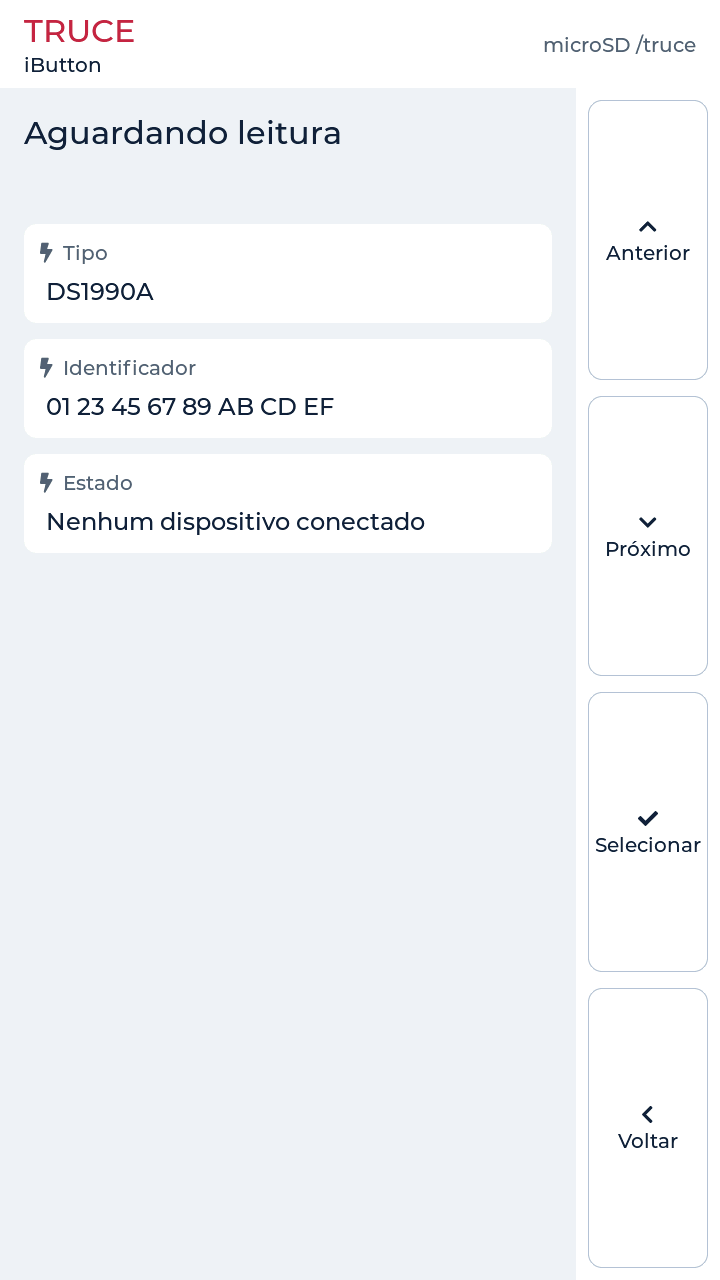 TRUCE
iButton
microSD /truce
Aguardando leitura
Tipo
DS1990A
Identificador
01 23 45 67 89 AB CD EF
Estado
Nenhum dispositivo conectado
Anterior
Próximo
Selecionar
Voltar